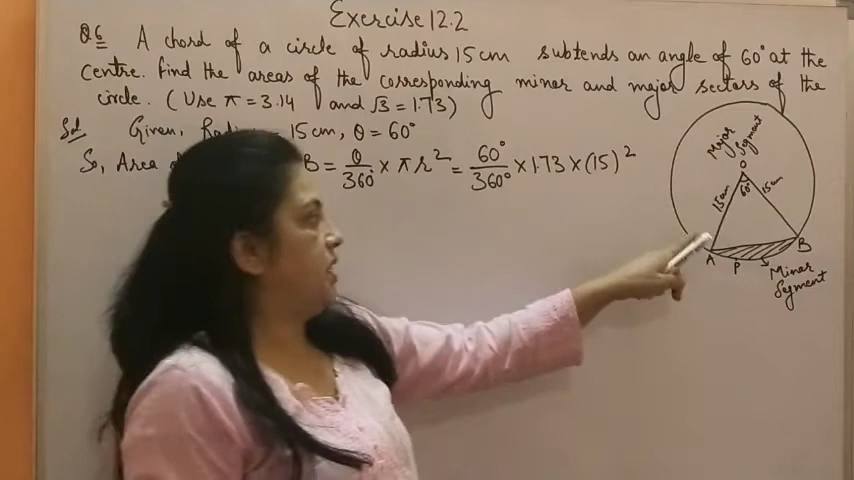 Exercise 12.2
Q6 A chord of a circle of radius 15 cm subtends an angle of 60° at the
centre. find the areas of the corresponding minor and major sectors of the
circle. (Use π = 3.14 and √3 = 1.73)
Sol Given, Radius = 15 cm, θ = 60°
So, Area B = θ/360° × πr² = 60°/360° × 1.73 × (15)²
Major
Segment
O
60°
15cm
15cm
A
P
B
Minor
Segment